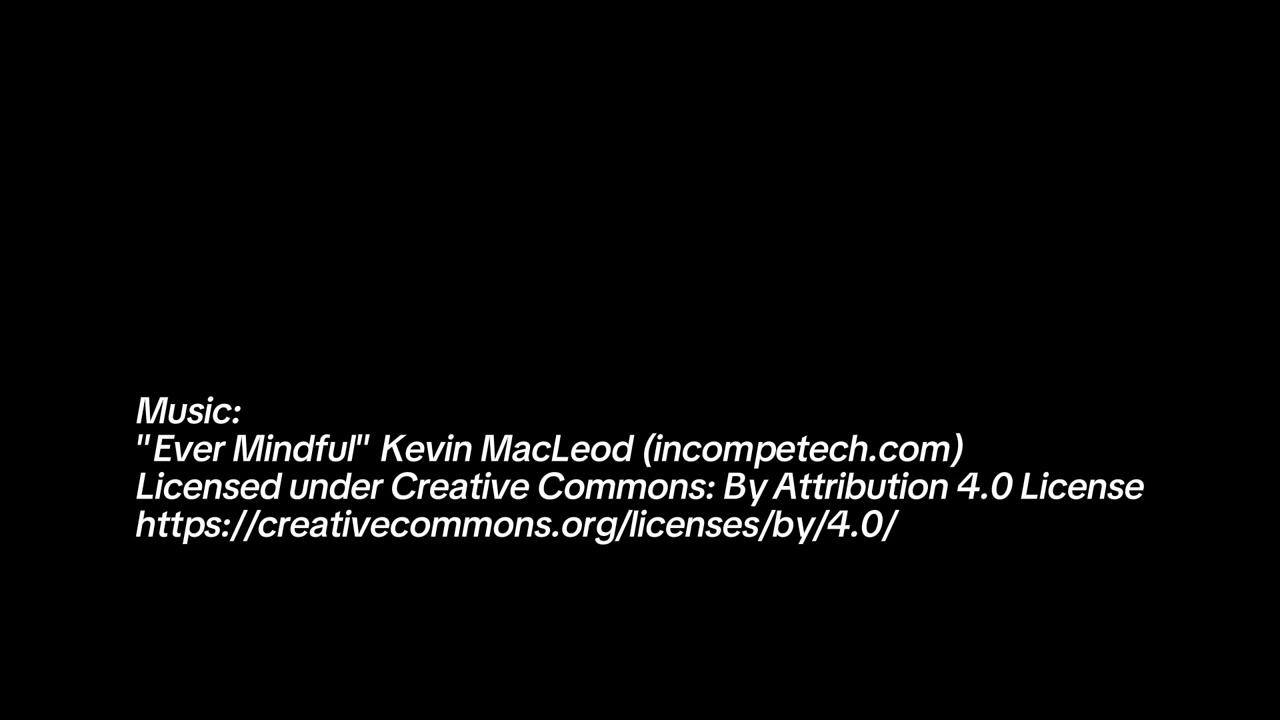 Music:
"Ever Mindful" Kevin MacLeod (incompetech.com)
Licensed under Creative Commons: By Attribution 4.0 License
https://creativecommons.org/licenses/by/4.0/